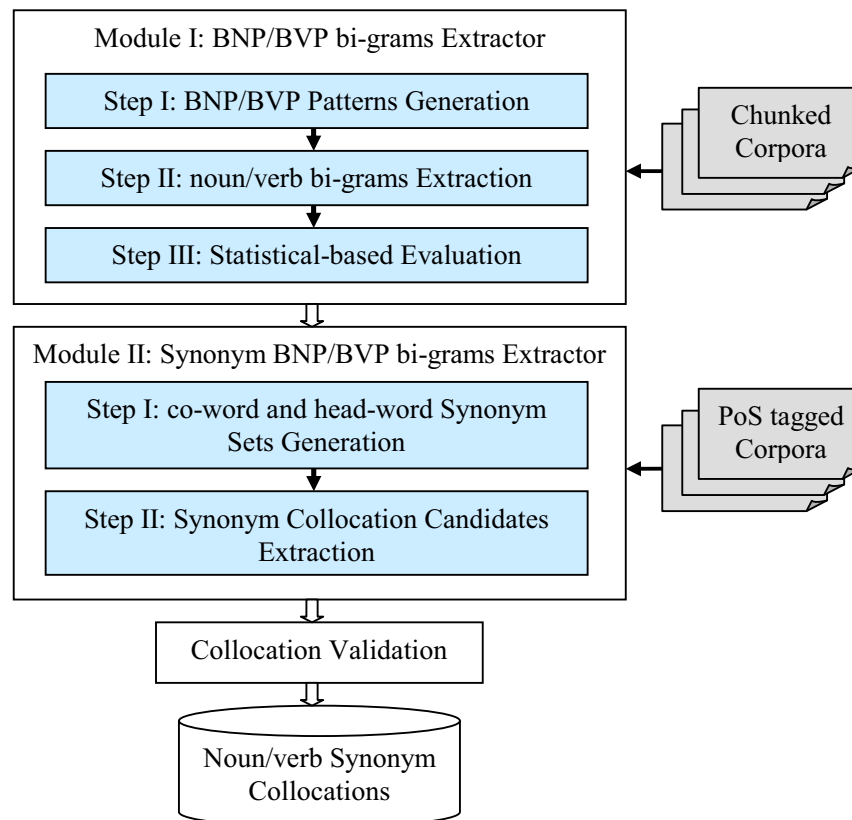 Module I: BNP/BVP bi-grams Extractor
Step I: BNP/BVP Patterns Generation
Step II: noun/verb bi-grams Extraction
Step III: Statistical-based Evaluation
Chunked
Corpora
Module II: Synonym BNP/BVP bi-grams Extractor
Step I: co-word and head-word Synonym
Sets Generation
Step II: Synonym Collocation Candidates
Extraction
PoS tagged
Corpora
Collocation Validation
Noun/verb Synonym
Collocations